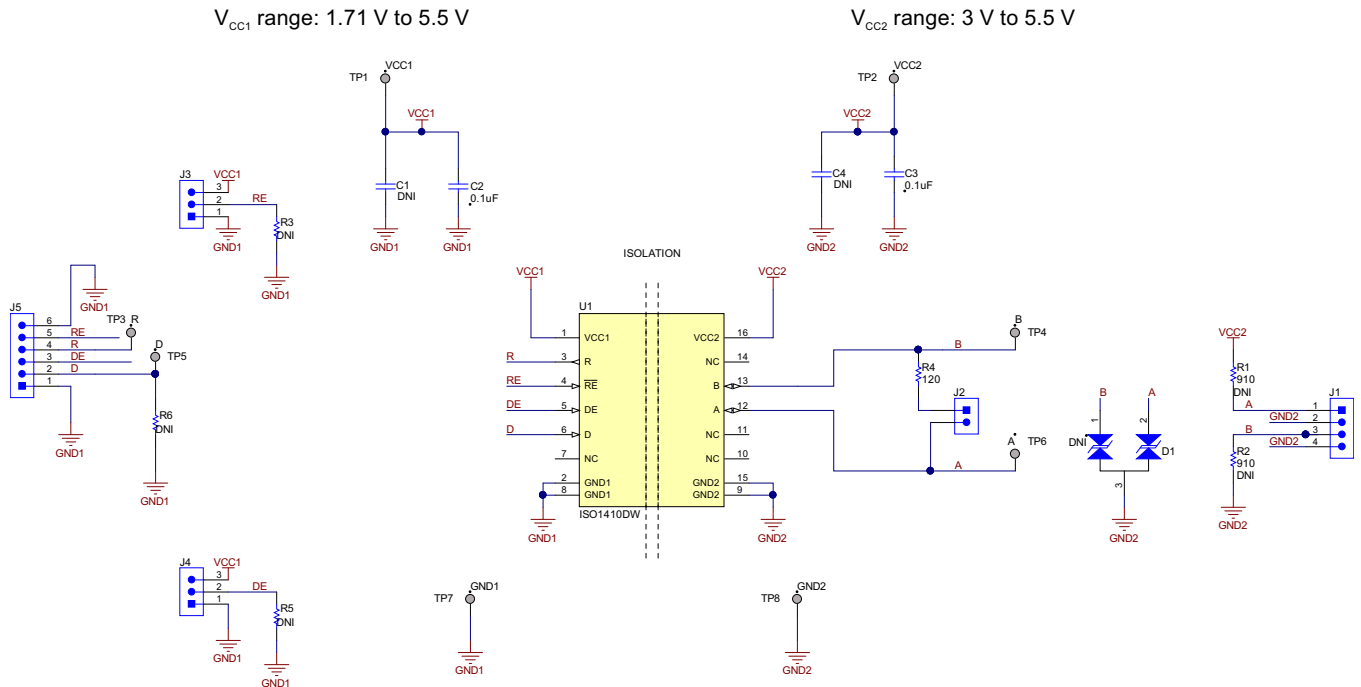 V_CC1 range: 1.71 V to 5.5 V
V_CC2 range: 3 V to 5.5 V
VCC1
TP1
VCC1
C1
DNI
C2
0.1uF
GND1
GND1
VCC2
TP2
VCC2
C4
DNI
C3
0.1uF
GND2
GND2
J3
VCC1
3
2
1
RE
R3
DNI
GND1
GND1
J5
6
5
4
3
2
1
RE
R
DE
D
GND1
TP3
R
D
TP5
R6
DNI
GND1
GND1
J4
VCC1
3
2
1
DE
R5
DNI
GND1
GND1
ISOLATION
VCC1
VCC2
U1
1
VCC1
R
3
R
RE
4
RE
DE
5
DE
D
6
D
7
NC
2
GND1
8
GND1
GND1
ISO1410DW
VCC2
16
NC
14
B
13
A
12
NC
11
NC
10
GND2
15
GND2
9
GND2
B
B
TP4
R4
120
J2
A
TP6
A
B
A
1
2
DNI
D1
3
GND2
VCC2
R1
910
DNI
A
GND2
B
GND2
J1
1
2
3
4
R2
910
DNI
GND2
GND1
TP7
GND1
GND2
TP8
GND2